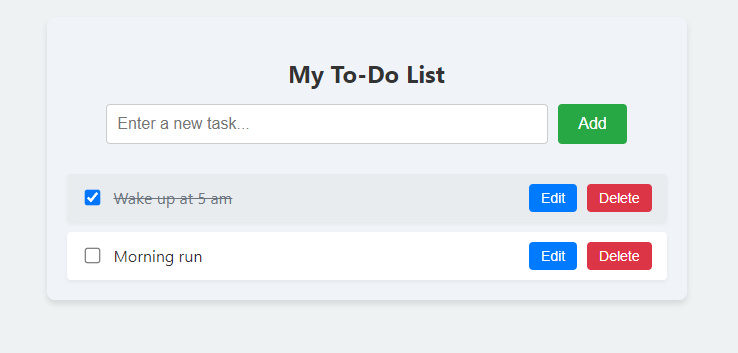 My To-Do List
Enter a new task...
Add
Wake up at 5 am
Edit
Delete
Morning run
Edit
Delete